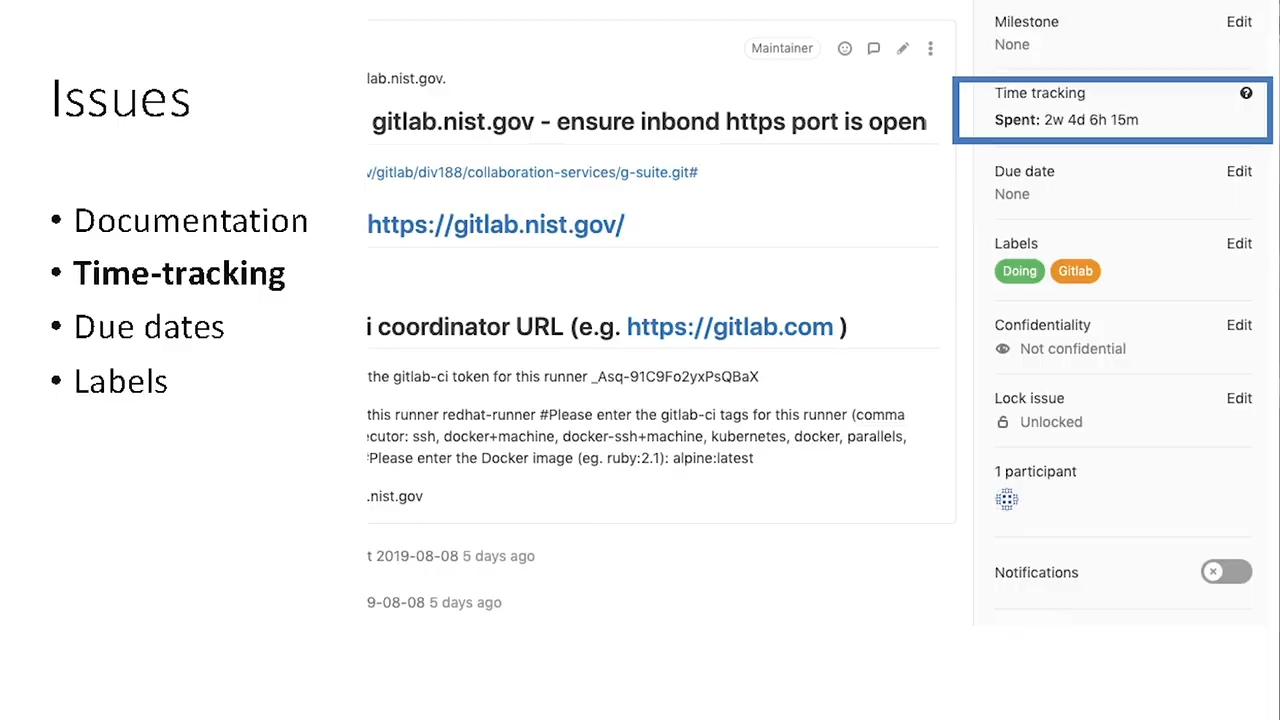 Issues
• Documentation
• Time-tracking
• Due dates
• Labels
Maintainer
lab.nist.gov.
gitlab.nist.gov - ensure inbond https port is open
v/gitlab/div188/collaboration-services/g-suite.git#
https://gitlab.nist.gov/
i coordinator URL (e.g. https://gitlab.com )
the gitlab-ci token for this runner _Asq-91C9Fo2yxPsQBaX
this runner redhat-runner #Please enter the gitlab-ci tags for this runner (comma
ecutor: ssh, docker+machine, docker-ssh+machine, kubernetes, docker, parallels,
#Please enter the Docker image (eg. ruby:2.1): alpine:latest
.nist.gov
t 2019-08-08 5 days ago
9-08-08 5 days ago
Milestone Edit
None
Time tracking
Spent: 2w 4d 6h 15m
Due date Edit
None
Labels Edit
Doing Gitlab
Confidentiality Edit
Not confidential
Lock issue Edit
Unlocked
1 participant
Notifications